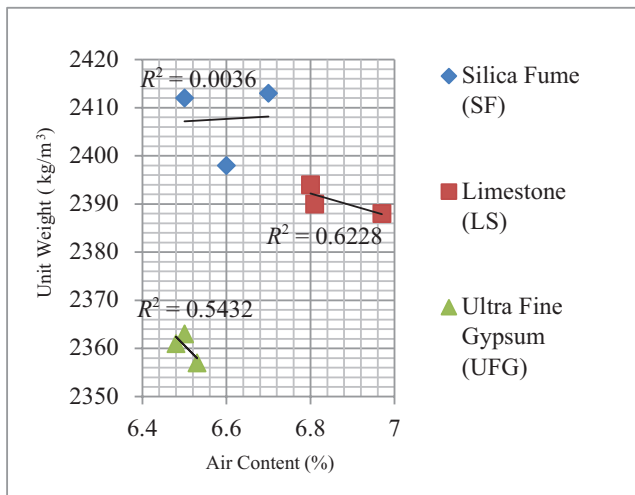 2420
2410
2400
2390
2380
2370
2360
2350
Unit Weight ( kg/m³)
R² = 0.0036
R² = 0.6228
R² = 0.5432
6.4
6.6
6.8
7
Air Content (%)
Silica Fume
(SF)
Limestone
(LS)
Ultra Fine
Gypsum
(UFG)